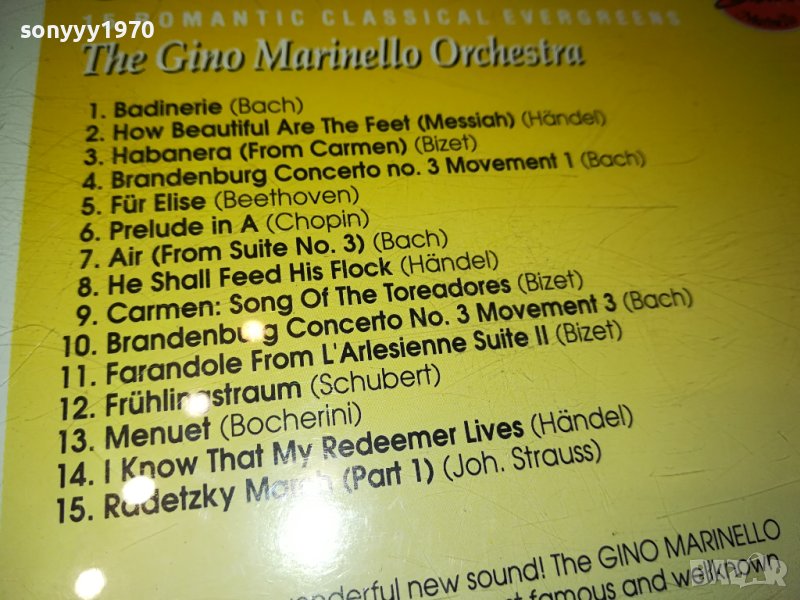 sonyyy1970
ROMANTIC CLASSICAL EVERGREENS
The Gino Marinello Orchestra
1. Badinerie (Bach)
2. How Beautiful Are The Feet (Messiah) (Händel)
3. Habanera (From Carmen) (Bizet)
4. Brandenburg Concerto no. 3 Movement 1 (Bach)
5. Für Elise (Beethoven)
6. Prelude in A (Chopin)
7. Air (From Suite No. 3) (Bach)
8. He Shall Feed His Flock (Händel)
9. Carmen: Song Of The Toreadores (Bizet)
10. Brandenburg Concerto No. 3 Movement 3 (Bach)
11. Farandole From L'Arlesienne Suite II (Bizet)
12. Frühlingstraum (Schubert)
13. Menuet (Bocherini)
14. I Know That My Redeemer Lives (Händel)
15. Radetzky March (Part 1) (Joh. Strauss)
new sound! The GINO MARINELLO
famous and wellknown